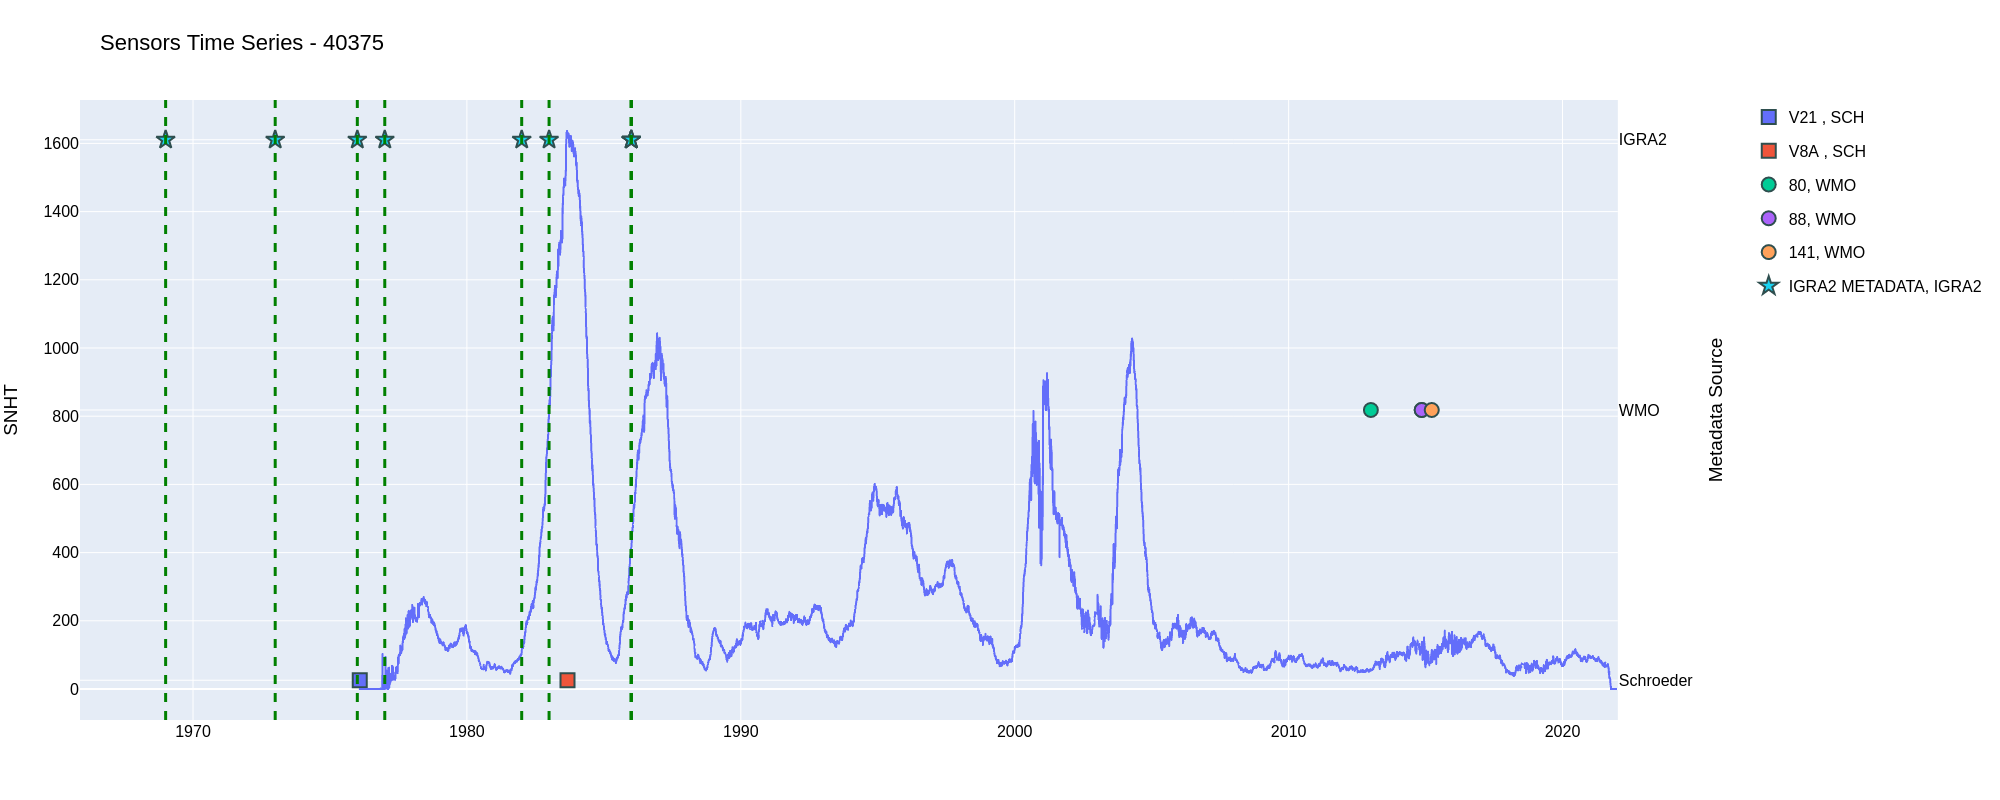 Sensors Time Series - 40375
SNHT
1600
1400
1200
1000
800
600
400
200
0
1970
1980
1990
2000
2010
2020
IGRA2
WMO
Schroeder
Metadata Source
V21 , SCH
V8A , SCH
80, WMO
88, WMO
141, WMO
IGRA2 METADATA, IGRA2